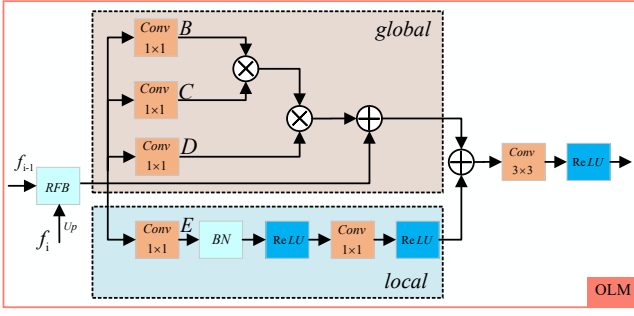 global
Conv
1×1
B
Conv
1×1
C
Conv
1×1
D
f_{i-1}
RFB
Up
f_i
Conv
1×1
E
BN
ReLU
Conv
1×1
ReLU
local
Conv
3×3
ReLU
OLM